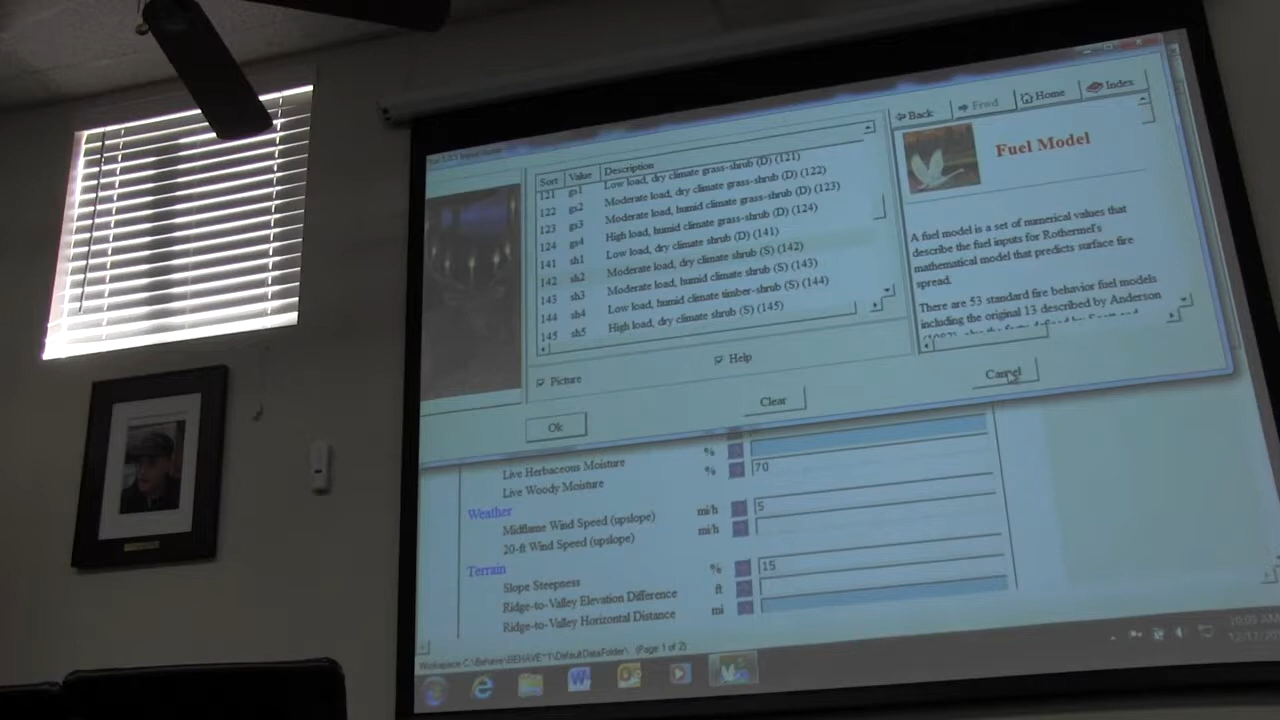 Back Frwd Home Index
Fuel Model
Sort Value Description
121 gs1 Low load, dry climate grass-shrub (D) (121)
122 gs2 Moderate load, dry climate grass-shrub (D) (122)
123 gs3 Moderate load, humid climate grass-shrub (D) (123)
124 gs4 High load, humid climate grass-shrub (D) (124)
141 sh1 Low load, dry climate shrub (D) (141)
142 sh2 Moderate load, dry climate shrub (S) (142)
143 sh3 Moderate load, humid climate shrub (S) (143)
144 sh4 Low load, humid climate timber-shrub (S) (144)
145 sh5 High load, dry climate shrub (S) (145)
A fuel model is a set of numerical values that
describe the fuel inputs for Rothermel's
mathematical model that predicts surface fire
spread.
There are 53 standard fire behavior fuel models
including the original 13 described by Anderson
Picture Help
Ok Clear Cancel
%
Live Herbaceous Moisture % 70
Live Woody Moisture
Weather
Midflame Wind Speed (upslope) mi/h 5
20-ft Wind Speed (upslope) mi/h
Terrain
Slope Steepness % 15
Ridge-to-Valley Elevation Difference ft
Ridge-to-Valley Horizontal Distance mi
(Page 1 of 2)